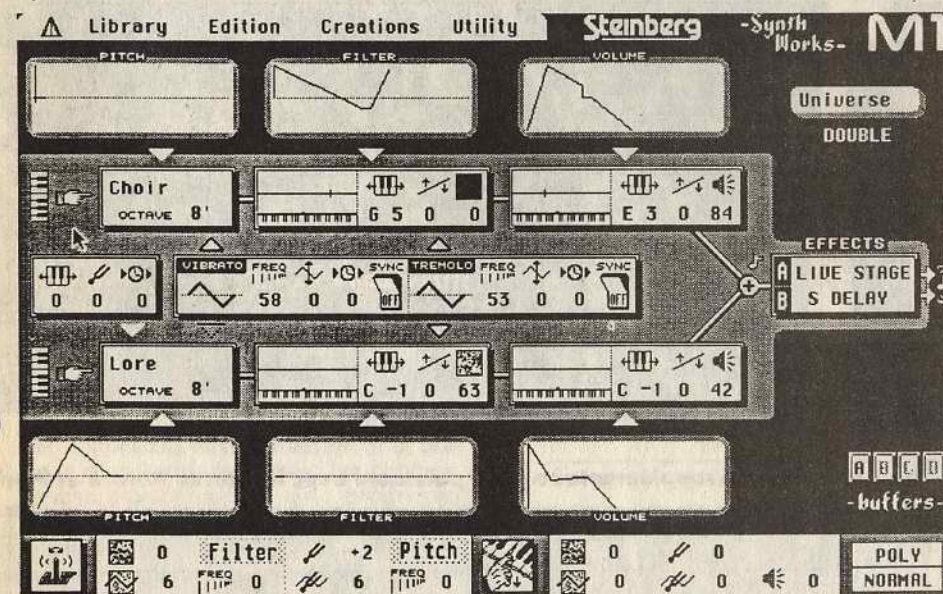 Library Edition Creations Utility Steinberg -Synth Works- M1
PITCH FILTER VOLUME
Universe
DOUBLE
Choir
OCTAVE 8'
G 5 0 0
E 3 0 84
EFFECTS
A LIVE STAGE
B S DELAY
0 0 0
VIBRATO FREQ SYNC TREMOLO FREQ SYNC
58 0 0 OFF 53 0 0 OFF
Lore
OCTAVE 8'
C -1 0 63
C -1 0 42
A B C D
-buffers-
PITCH FILTER VOLUME
0 Filter +2 Pitch 0 0 POLY
6 FREQ 0 6 FREQ 0 0 0 0 NORMAL